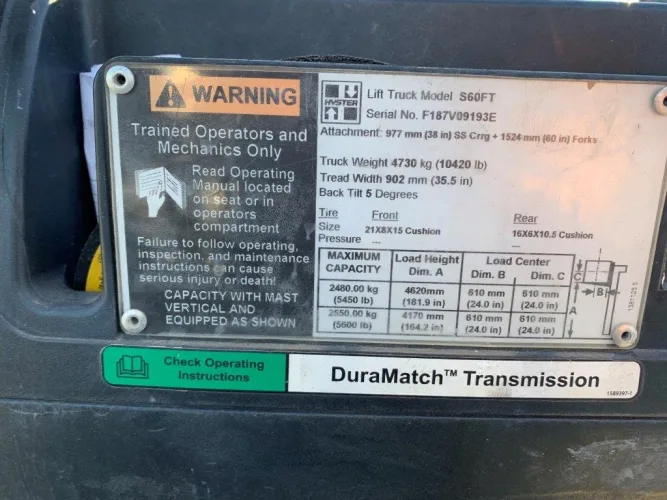 WARNING
Trained Operators and
Mechanics Only
Read Operating
Manual located
on seat or in
operators
compartment
Failure to follow operating,
inspection, and maintenance
instructions can cause
serious injury or death!
CAPACITY WITH MAST
VERTICAL AND
EQUIPPED AS SHOWN
HYSTER
Lift Truck Model S60FT
Serial No. F187V09193E
Attachment: 977 mm (38 in) SS Crrg + 1524 mm (60 in) Forks
Truck Weight 4730 kg (10420 lb)
Tread Width 902 mm (35.5 in)
Back Tilt 5 Degrees
Tire Front Rear
Size 21X8X15 Cushion 16X6X10.5 Cushion
Pressure --- ---
MAXIMUM CAPACITY Load Height Dim. A Load Center Dim. B Dim. C
2480.00 kg (5450 lb) 4620mm (181.9 in) 610 mm (24.0 in) 610 mm (24.0 in)
2550.00 kg (5600 lb) 4170 mm (164.2 in) 610 mm (24.0 in) 610 mm (24.0 in)
C
B
A
Check Operating
Instructions
DuraMatch™ Transmission
1589397-1